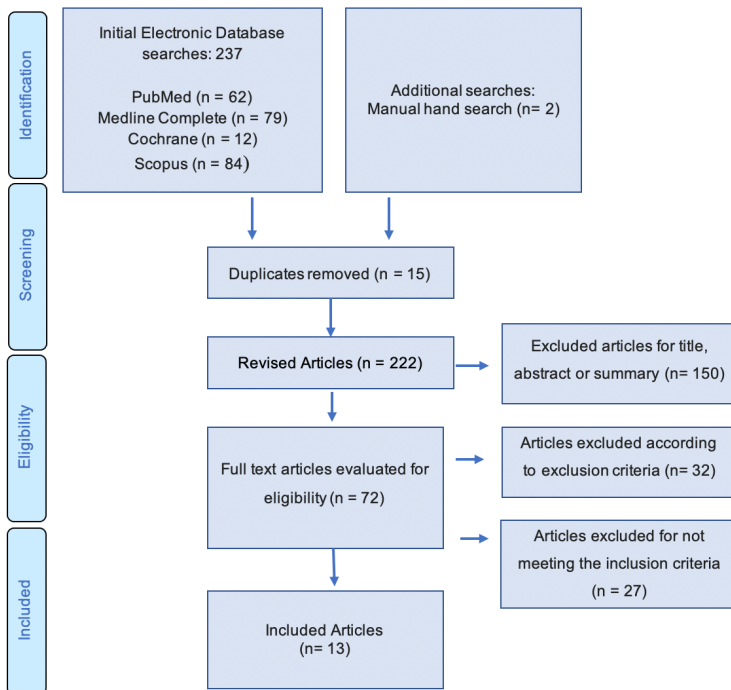 Identification
Initial Electronic Database
searches: 237
PubMed (n = 62)
Medline Complete (n = 79)
Cochrane (n = 12)
Scopus (n = 84)
Additional searches:
Manual hand search (n= 2)
Screening
Duplicates removed (n = 15)
Revised Articles (n = 222)
Excluded articles for title,
abstract or summary (n= 150)
Eligibility
Full text articles evaluated for
eligibility (n = 72)
Articles excluded according
to exclusion criteria (n= 32)
Articles excluded for not
meeting the inclusion criteria
(n = 27)
Included
Included Articles
(n= 13)